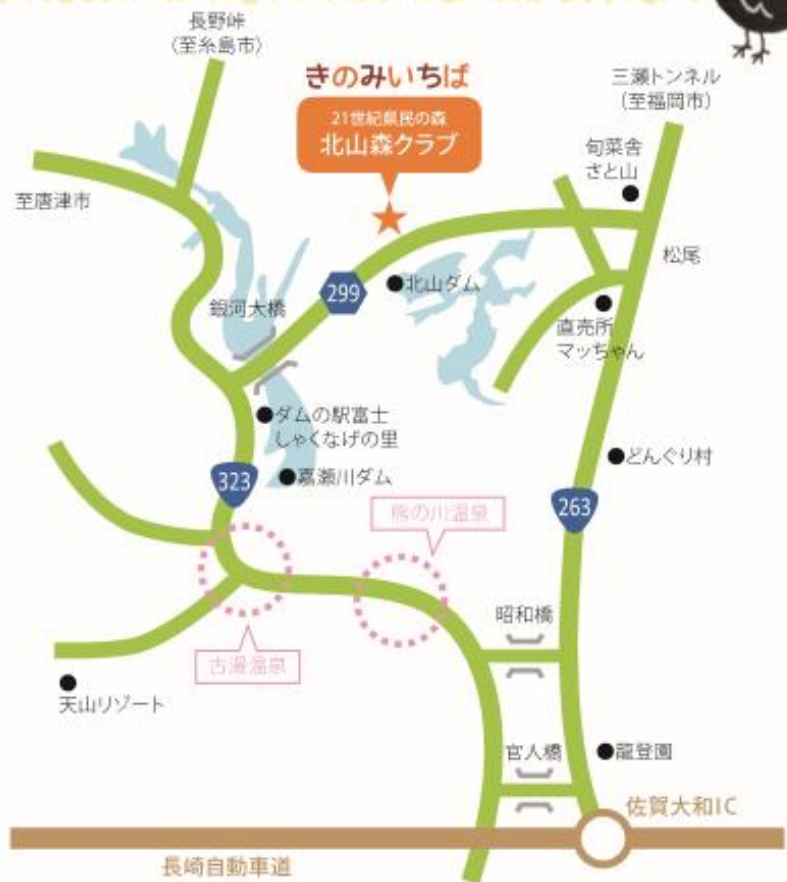 長野峠
(至糸島市)
きのみいちば
21世紀県民の森
北山森クラブ
三瀬トンネル
(至福岡市)
旬菜舎
さと山
至唐津市
松尾
299
北山ダム
銀河大橋
直売所
マッちゃん
ダムの駅富士
しゃくなげの里
どんぐり村
323
嘉瀬川ダム
263
熊の川温泉
昭和橋
古湯温泉
天山リゾート
官人橋
龍登園
佐賀大和IC
長崎自動車道